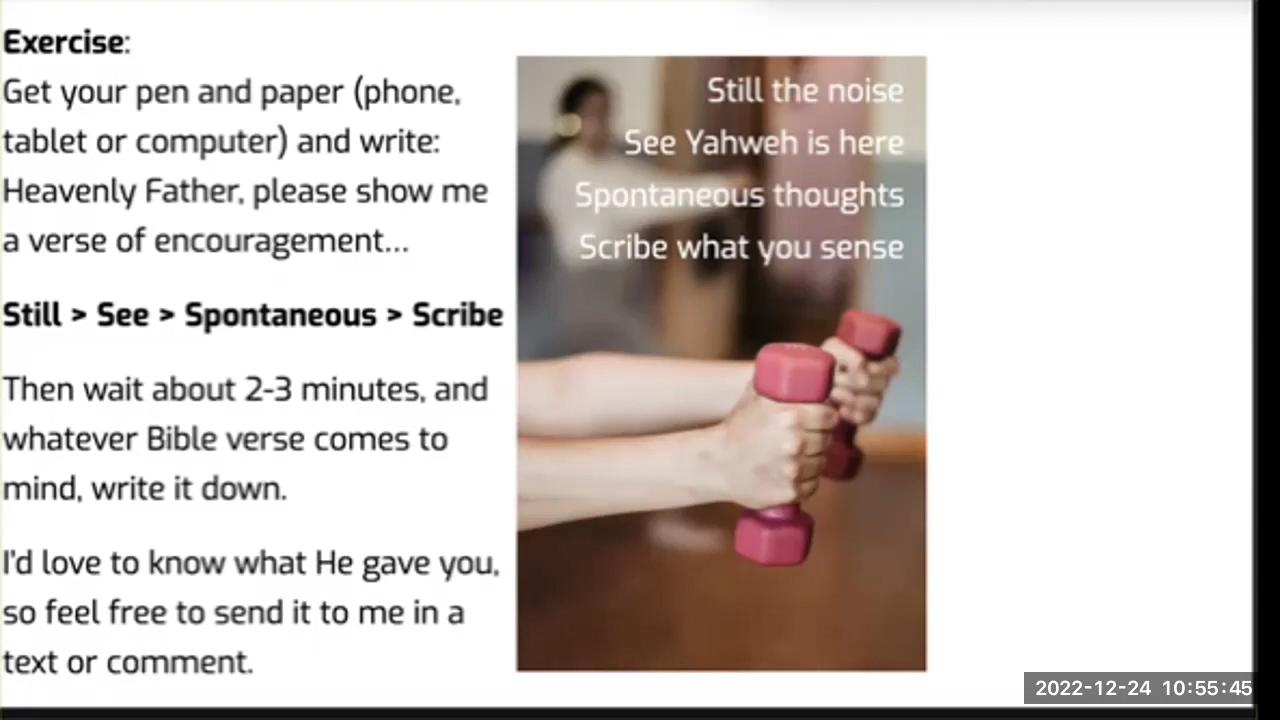 Exercise:
Get your pen and paper (phone,
tablet or computer) and write:
Heavenly Father, please show me
a verse of encouragement...
Still > See > Spontaneous > Scribe
Then wait about 2-3 minutes, and
whatever Bible verse comes to
mind, write it down.
I'd love to know what He gave you,
so feel free to send it to me in a
text or comment.
Still the noise
See Yahweh is here
Spontaneous thoughts
Scribe what you sense
2022-12-24 10:55:45